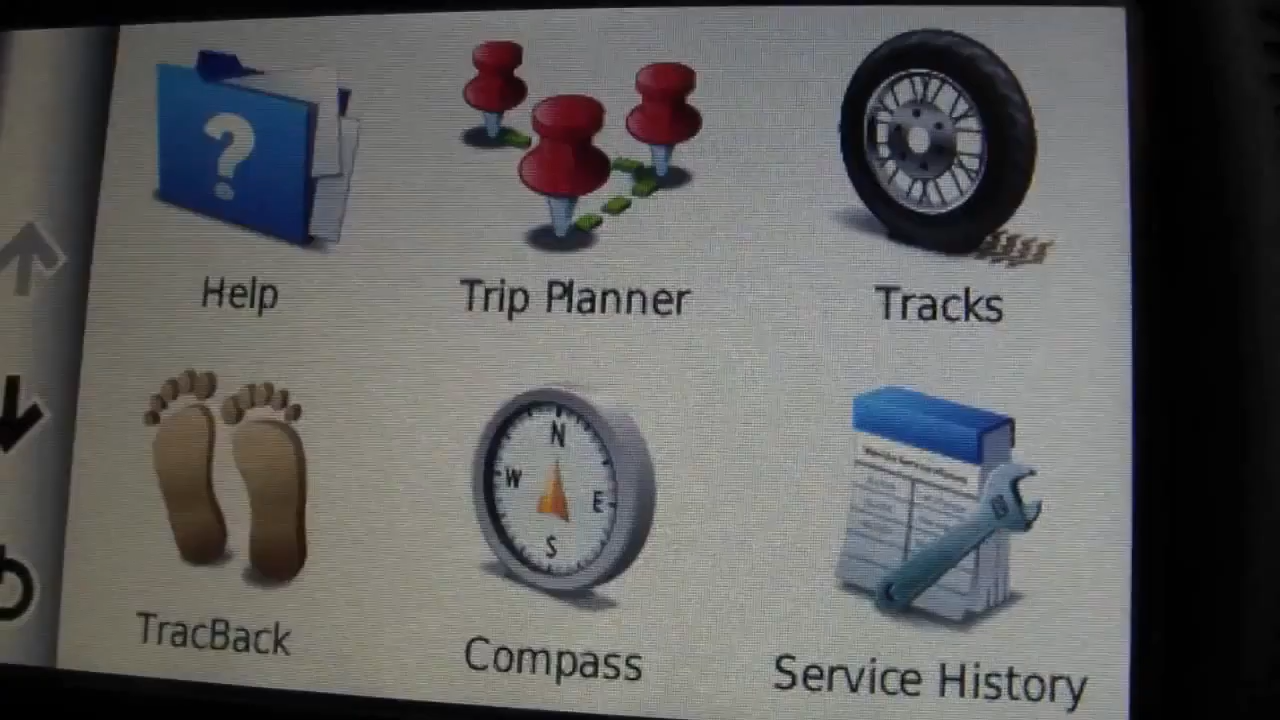 ?
Help
Trip Planner
Tracks
TracBack
N
W
E
S
Compass
Service History